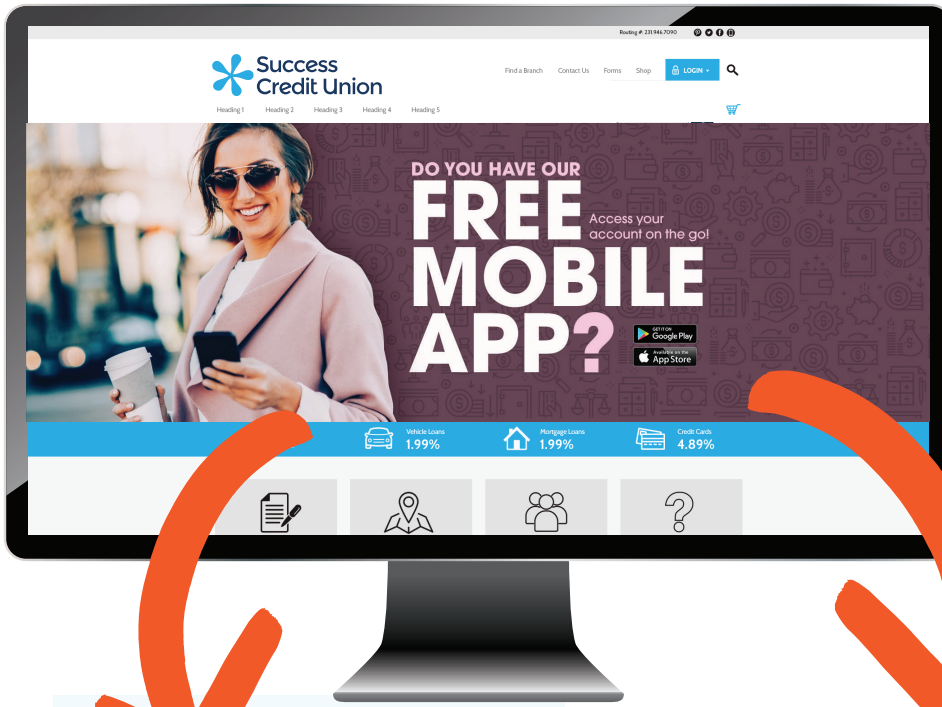 Routing #: 231.946.7090
Success
Credit Union
Find a Branch Contact Us Forms Shop LOGIN
Heading 1 Heading 2 Heading 3 Heading 4 Heading 5
DO YOU HAVE OUR
FREE
Access your
account on the go!
MOBILE
APP?
GET IT ON
Google Play
Available on the
App Store
Vehicle Loans
1.99%
Mortgage Loans
1.99%
Credit Cards
4.89%